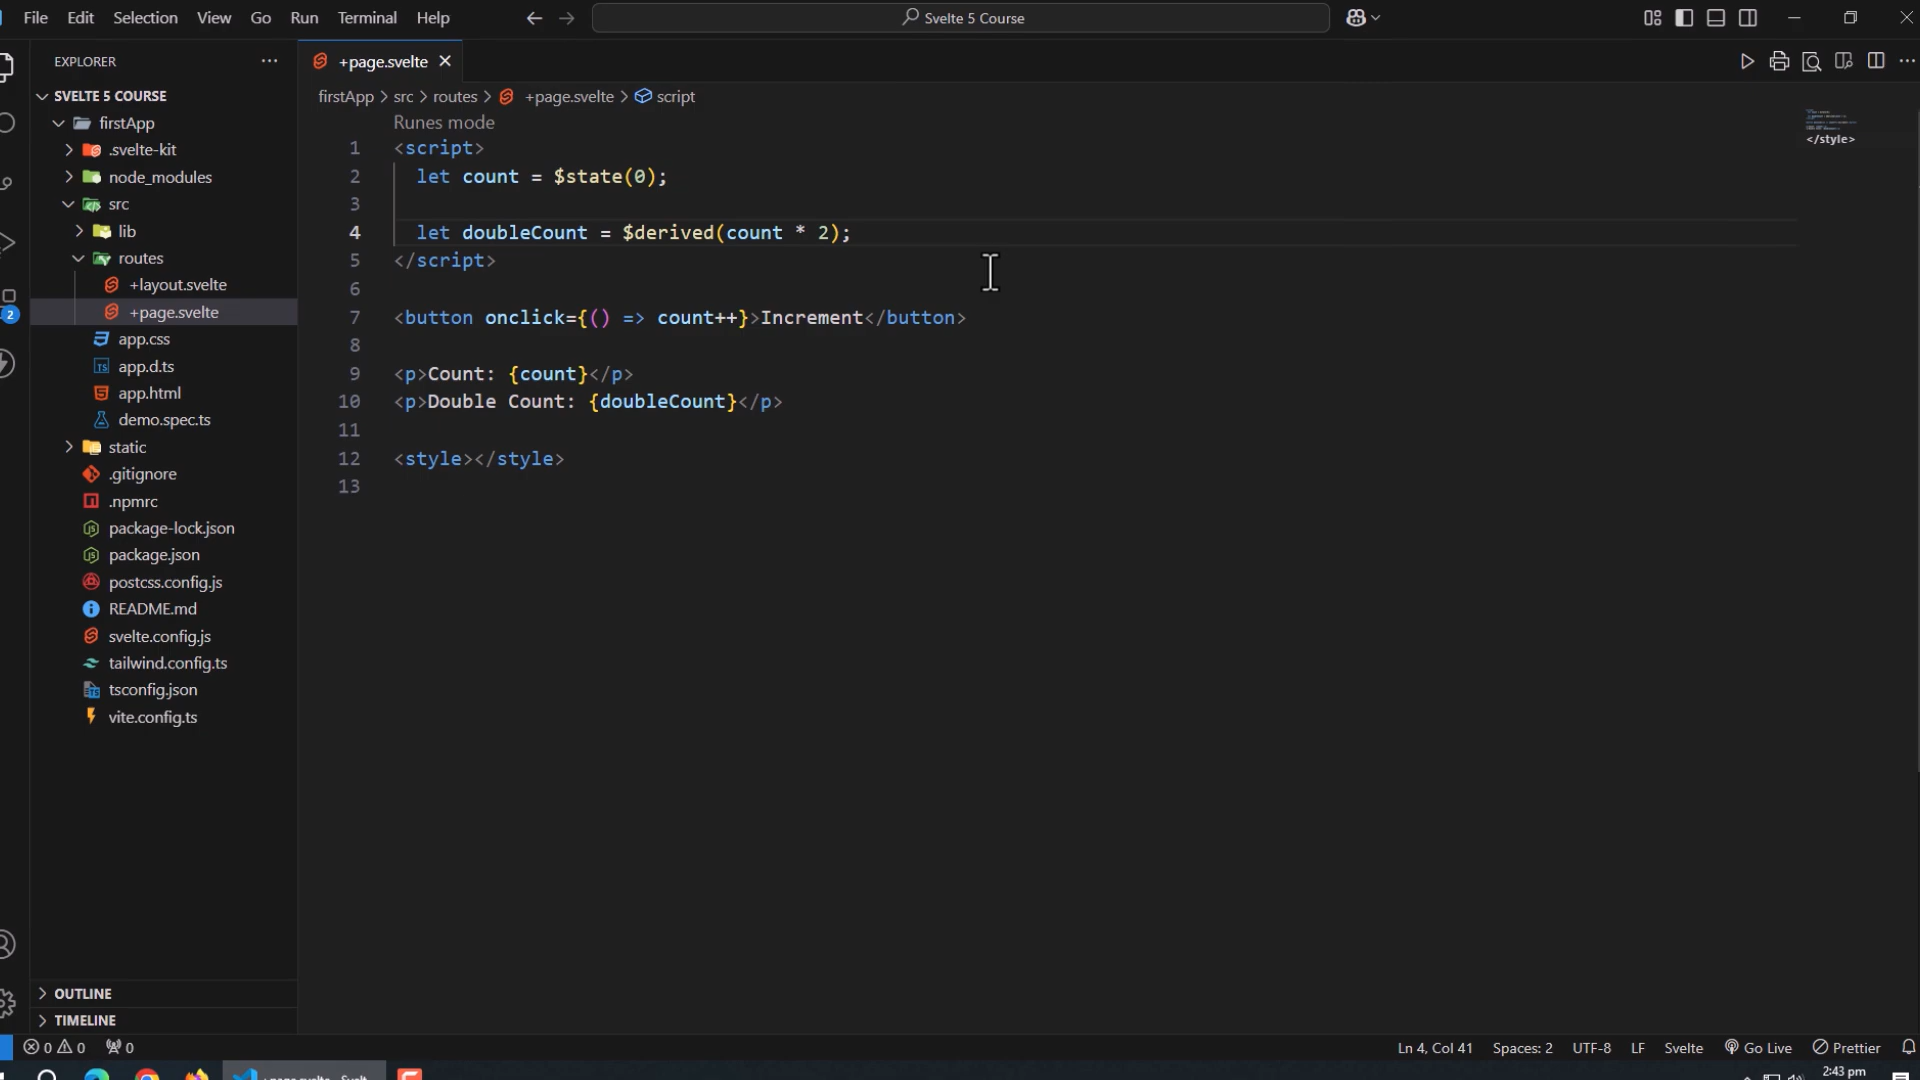 File Edit Selection View Go Run Terminal Help
Svelte 5 Course
EXPLORER
SVELTE 5 COURSE
firstApp
.svelte-kit
node_modules
src
lib
routes
+layout.svelte
+page.svelte
app.css
app.d.ts
app.html
demo.spec.ts
static
.gitignore
.npmrc
package-lock.json
package.json
postcss.config.js
README.md
svelte.config.js
tailwind.config.ts
tsconfig.json
vite.config.ts
OUTLINE
TIMELINE
2
+page.svelte
firstApp > src > routes > +page.svelte > script
Runes mode
1 <script>
2 let count = $state(0);
3
4 let doubleCount = $derived(count * 2);
5 </script>
6
7 <button onclick={() => count++}>Increment</button>
8
9 <p>Count: {count}</p>
10 <p>Double Count: {doubleCount}</p>
11
12 <style></style>
13
</style>
0 0 0
Ln 4, Col 41 Spaces: 2 UTF-8 LF Svelte Go Live Prettier
2:43 pm